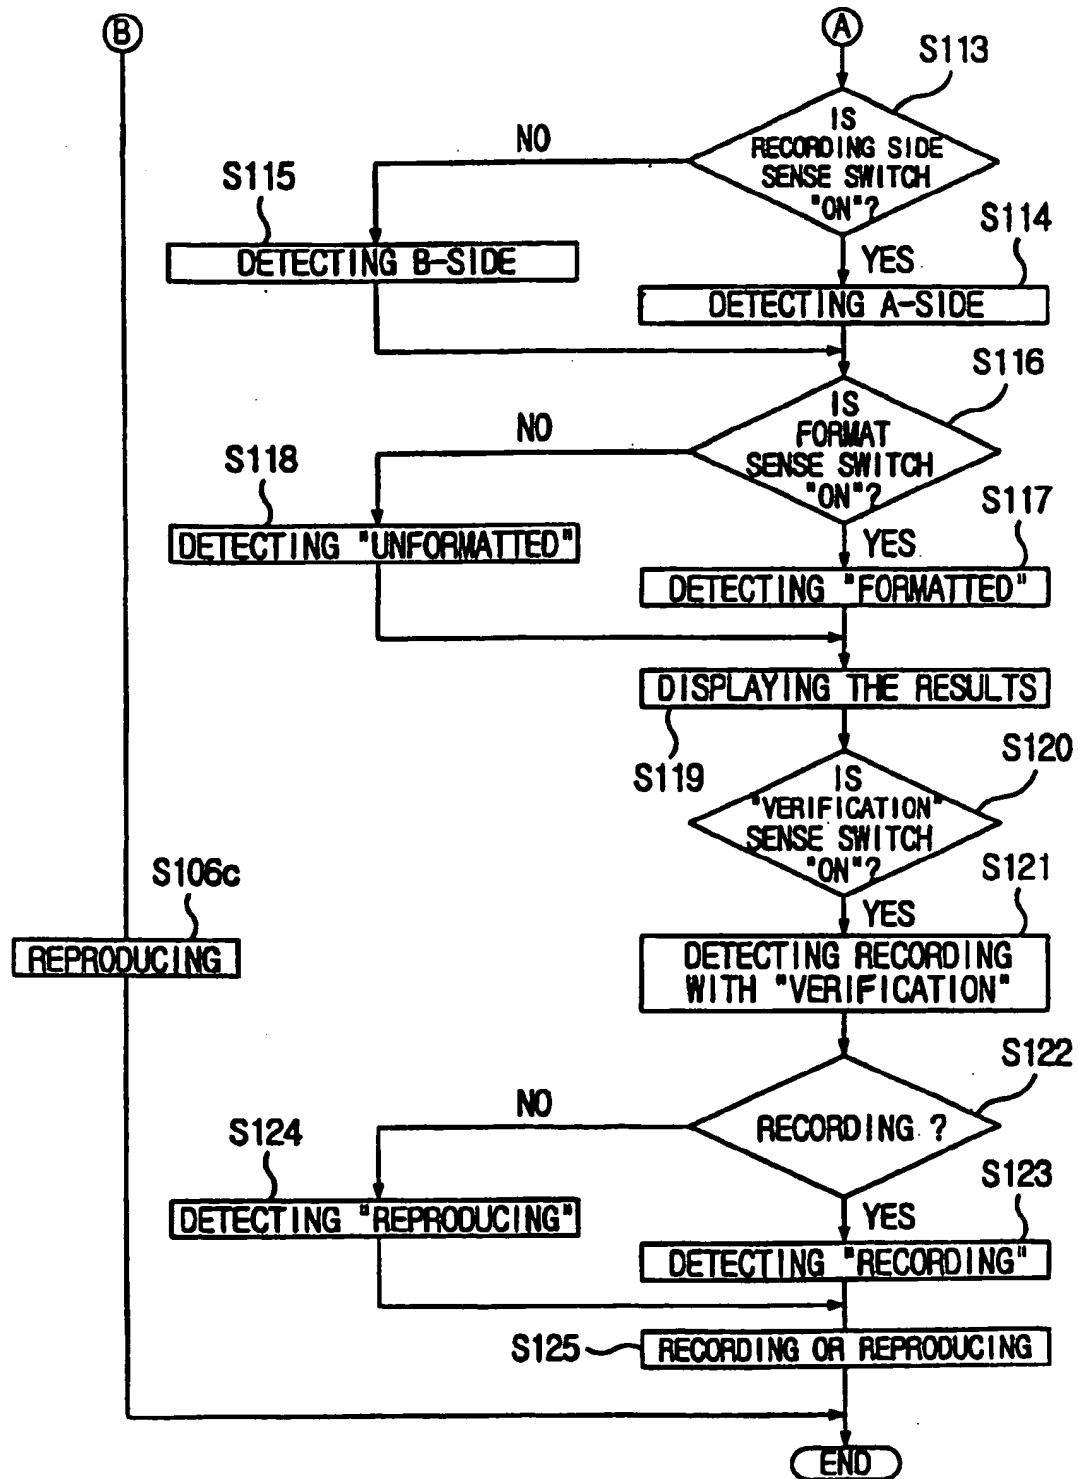 B
A
S113
IS
RECORDING SIDE
SENSE SWITCH
"ON"?
NO
S115
DETECTING B-SIDE
YES
S114
DETECTING A-SIDE
S116
IS
FORMAT
SENSE SWITCH
"ON"?
NO
S118
DETECTING "UNFORMATTED"
YES
S117
DETECTING "FORMATTED"
DISPLAYING THE RESULTS
S119
S120
IS
"VERIFICATION"
SENSE SWITCH
"ON"?
S106c
REPRODUCING
YES
S121
DETECTING RECORDING
WITH "VERIFICATION"
S122
RECORDING ?
NO
S124
DETECTING "REPRODUCING"
YES
S123
DETECTING "RECORDING"
S125
RECORDING OR REPRODUCING
END